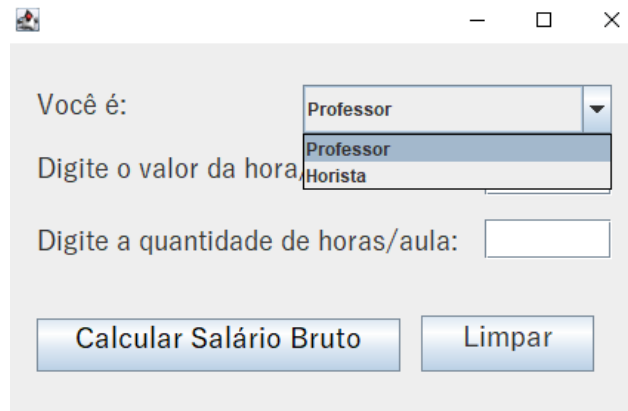 Você é:
Professor
Professor
Horista
Digite o valor da hora/
Digite a quantidade de horas/aula:
Calcular Salário Bruto
Limpar